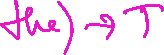 the) → T